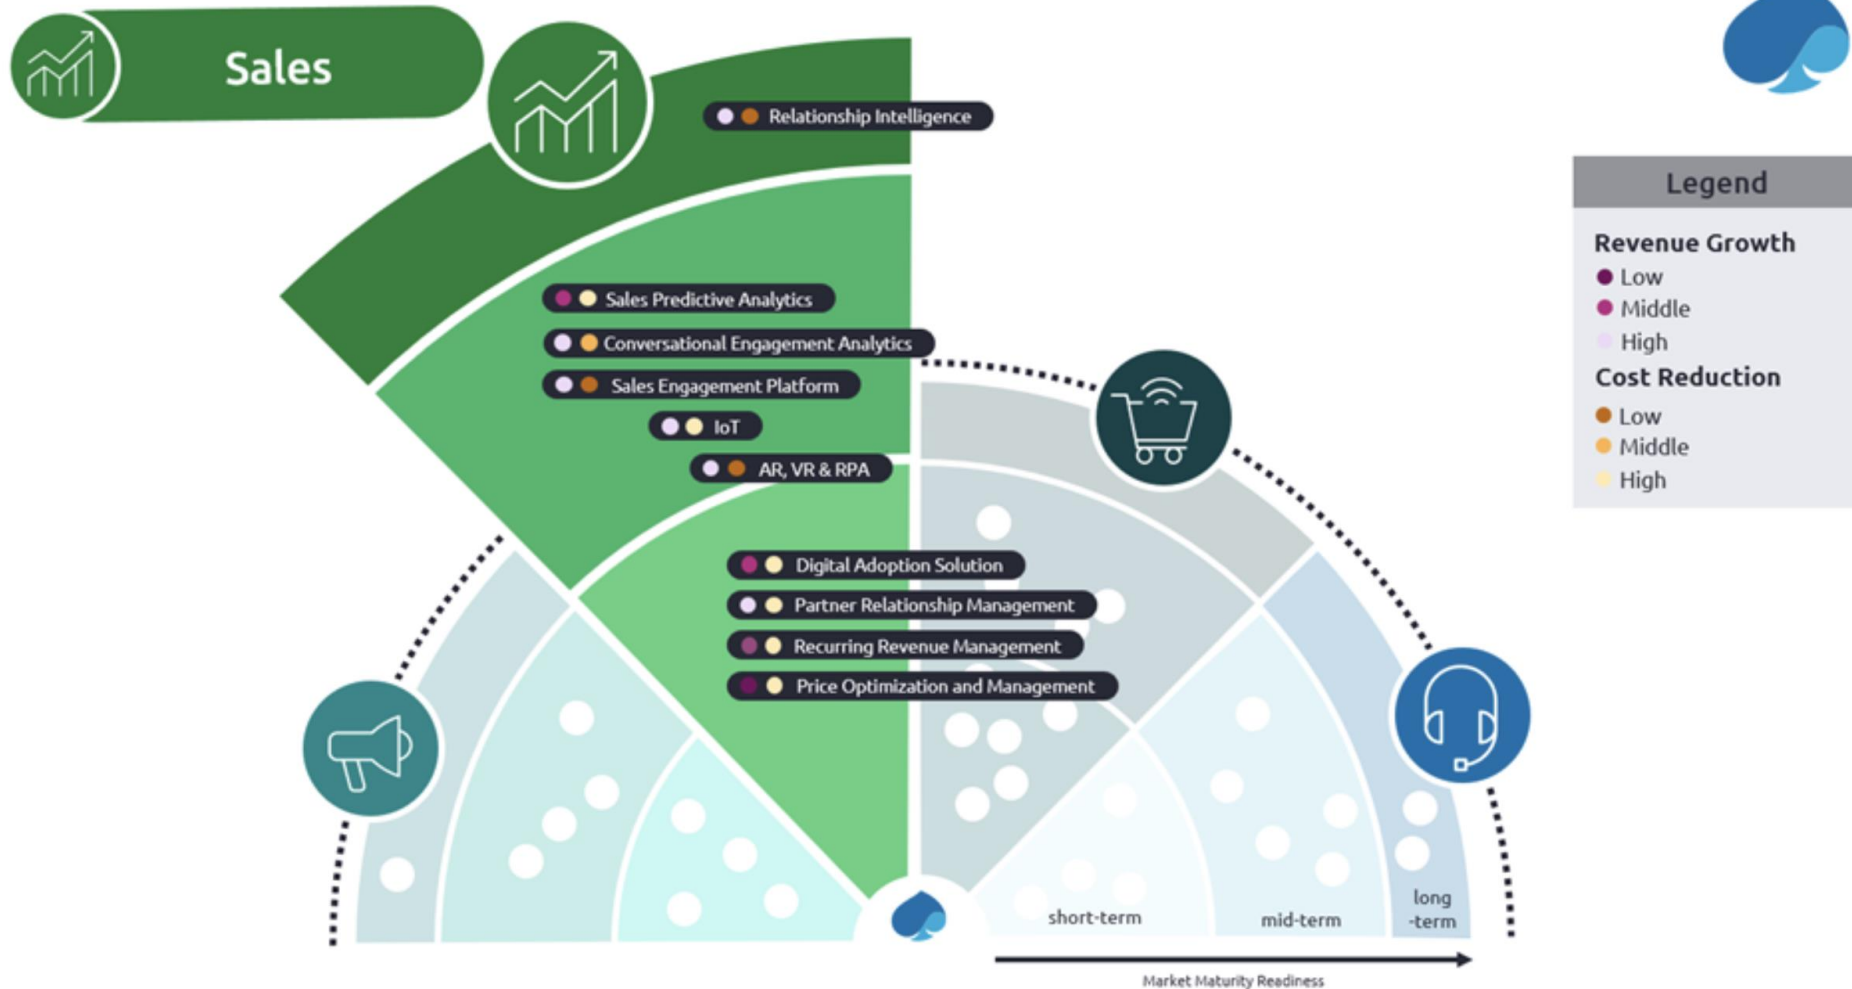 Sales
Relationship Intelligence
Sales Predictive Analytics
Conversational Engagement Analytics
Sales Engagement Platform
IoT
AR, VR & RPA
Digital Adoption Solution
Partner Relationship Management
Recurring Revenue Management
Price Optimization and Management
short-term
mid-term
long
-term
Market Maturity Readiness
Legend
Revenue Growth
Low
Middle
High
Cost Reduction
Low
Middle
High